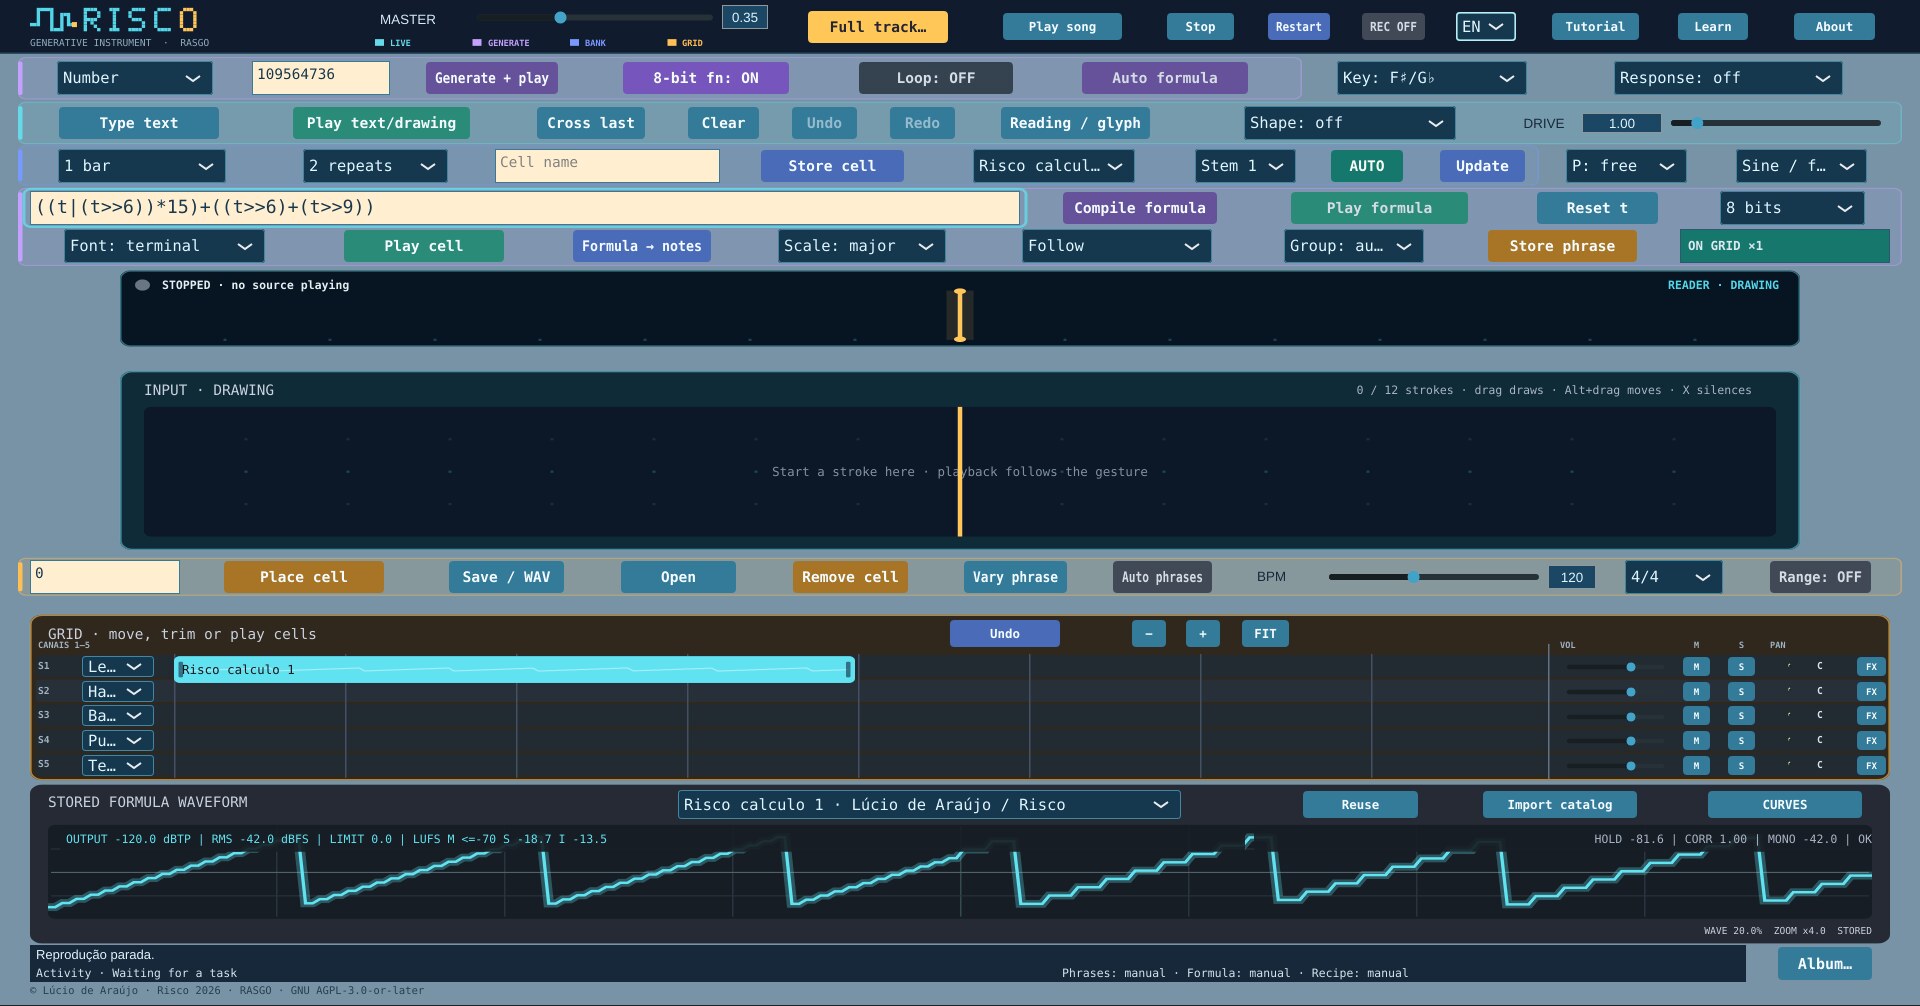 RISCO
GENERATIVE INSTRUMENT · RASGO
MASTER 0.35
LIVE GENERATE BANK GRID
Full track… Play song Stop Restart REC OFF EN Tutorial Learn About
Number 109564736 Generate + play 8-bit fn: ON Loop: OFF Auto formula Key: F♯/G♭ Response: off
Type text Play text/drawing Cross last Clear Undo Redo Reading / glyph Shape: off DRIVE 1.00
1 bar 2 repeats Cell name Store cell Risco calcul… Stem 1 AUTO Update P: free Sine / f…
((t|(t>>6))*15)+((t>>6)+(t>>9)) Compile formula Play formula Reset t 8 bits
Font: terminal Play cell Formula → notes Scale: major Follow Group: au… Store phrase ON GRID ×1
STOPPED · no source playing READER · DRAWING
INPUT · DRAWING 0 / 12 strokes · drag draws · Alt+drag moves · X silences
Start a stroke here · playback follows the gesture
0 Place cell Save / WAV Open Remove cell Vary phrase Auto phrases BPM 120 4/4 Range: OFF
GRID · move, trim or play cells Undo − + FIT
CANAIS 1–5 VOL M S PAN
S1 Le… Risco calculo 1 M S C FX
S2 Ha… M S C FX
S3 Ba… M S C FX
S4 Pu… M S C FX
S5 Te… M S C FX
STORED FORMULA WAVEFORM Risco calculo 1 · Lúcio de Araújo / Risco Reuse Import catalog CURVES
OUTPUT -120.0 dBTP | RMS -42.0 dBFS | LIMIT 0.0 | LUFS M <=-70 S -18.7 I -13.5 HOLD -81.6 | CORR 1.00 | MONO -42.0 | OK
WAVE 20.0% ZOOM x4.0 STORED
Reprodução parada.
Activity · Waiting for a task Phrases: manual · Formula: manual · Recipe: manual Album…
© Lúcio de Araújo · Risco 2026 · RASGO · GNU AGPL-3.0-or-later